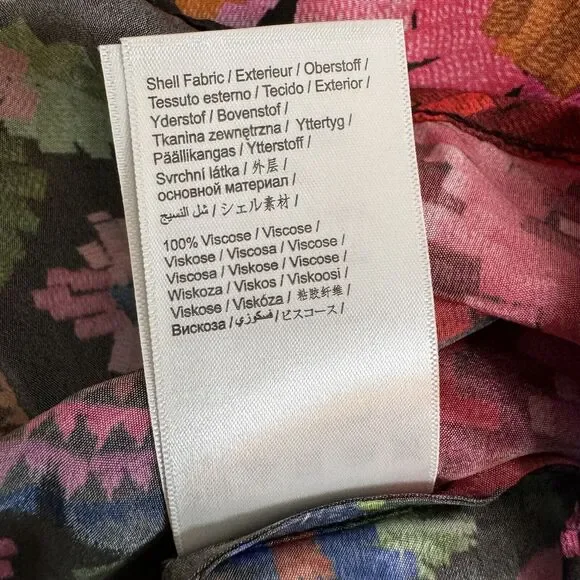 Shell Fabric / Exterieur / Oberstoff /
Tessuto esterno / Tecido / Exterior /
Yderstof / Bovenstof /
Tkanina zewnętrzna / Yttertyg /
Päällikangas / Ytterstoff /
Svrchní látka / 外层 /
основной материал /
شل النسيج / シェル素材 /
100% Viscose / Viscose /
Viskose / Viscosa / Viscose /
Viscosa / Viskose / Viscose /
Wiskoza / Viskos / Viskoosi /
Viskose / Viskóza / 粘胶纤维 /
Вискоза / فسكوزي / ビスコース /